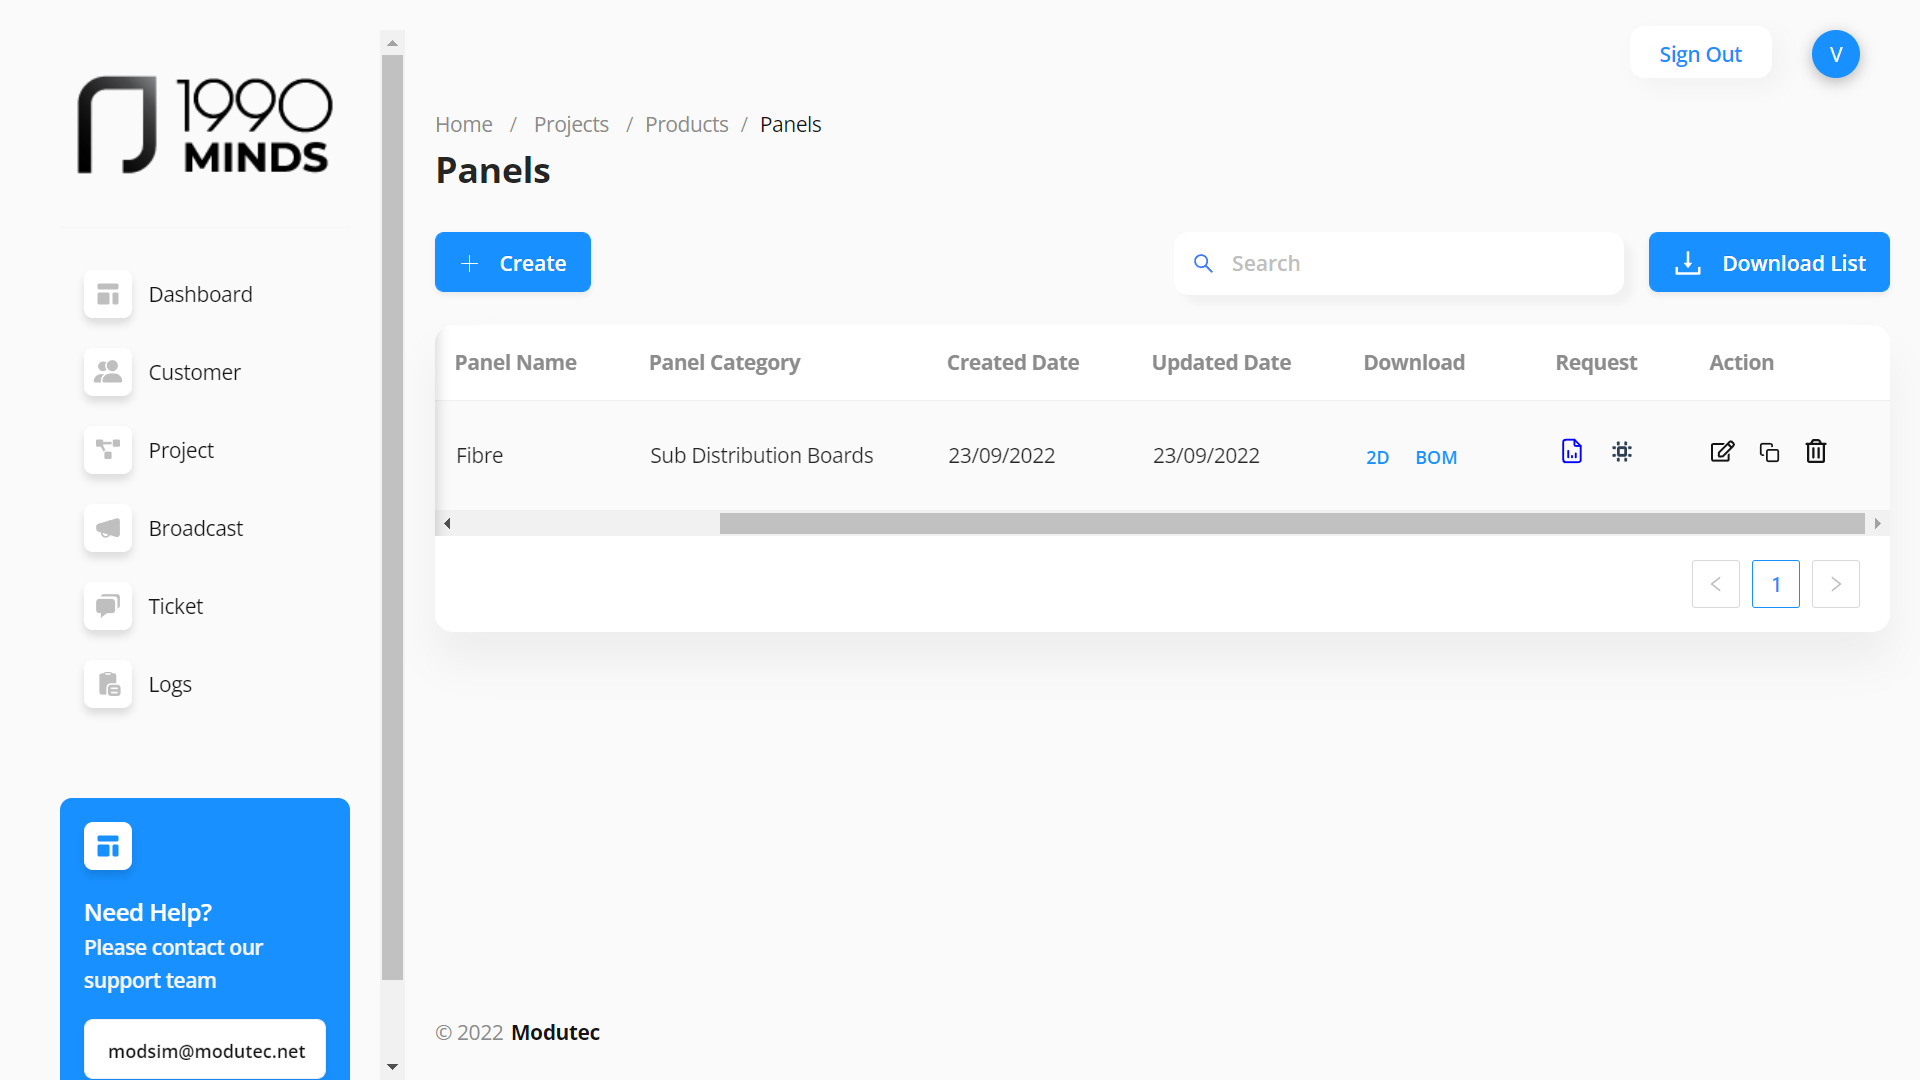 Sign Out
V
1990
MINDS
Home / Projects / Products / Panels
Panels
Create
Search
Download List
Dashboard
Customer
Project
Broadcast
Ticket
Logs
Panel Name Panel Category Created Date Updated Date Download Request Action
Fibre Sub Distribution Boards 23/09/2022 23/09/2022 2D BOM
< 1 >
Need Help?
Please contact our
support team
modsim@modutec.net
© 2022 Modutec